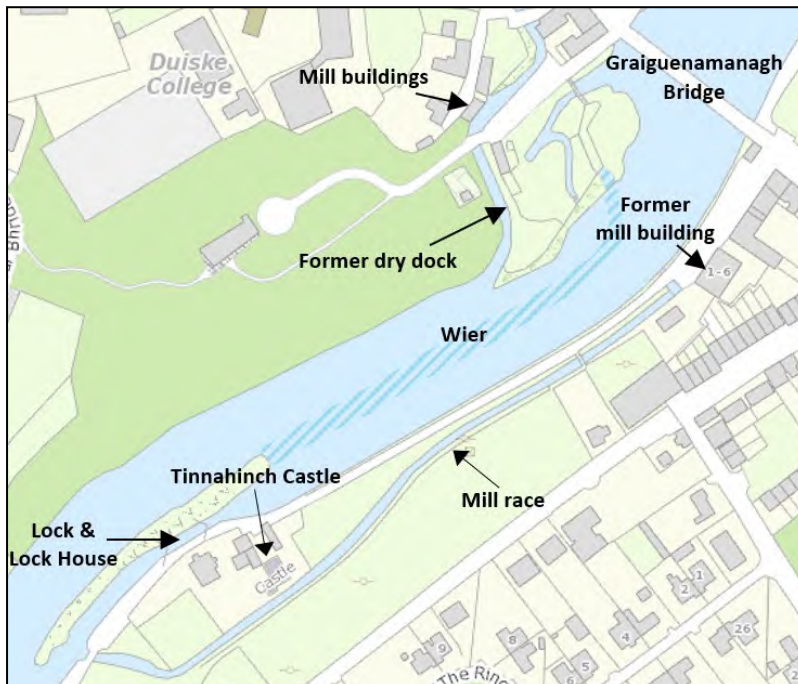 Duiske
College
Mill buildings
Graiguenamanagh
Bridge
Former
mill building
1-6
Former dry dock
Wier
Tinnahinch Castle
Mill race
Lock &
Lock House
Castle
1
2
26
4
8
9
5
6
2
The Ring